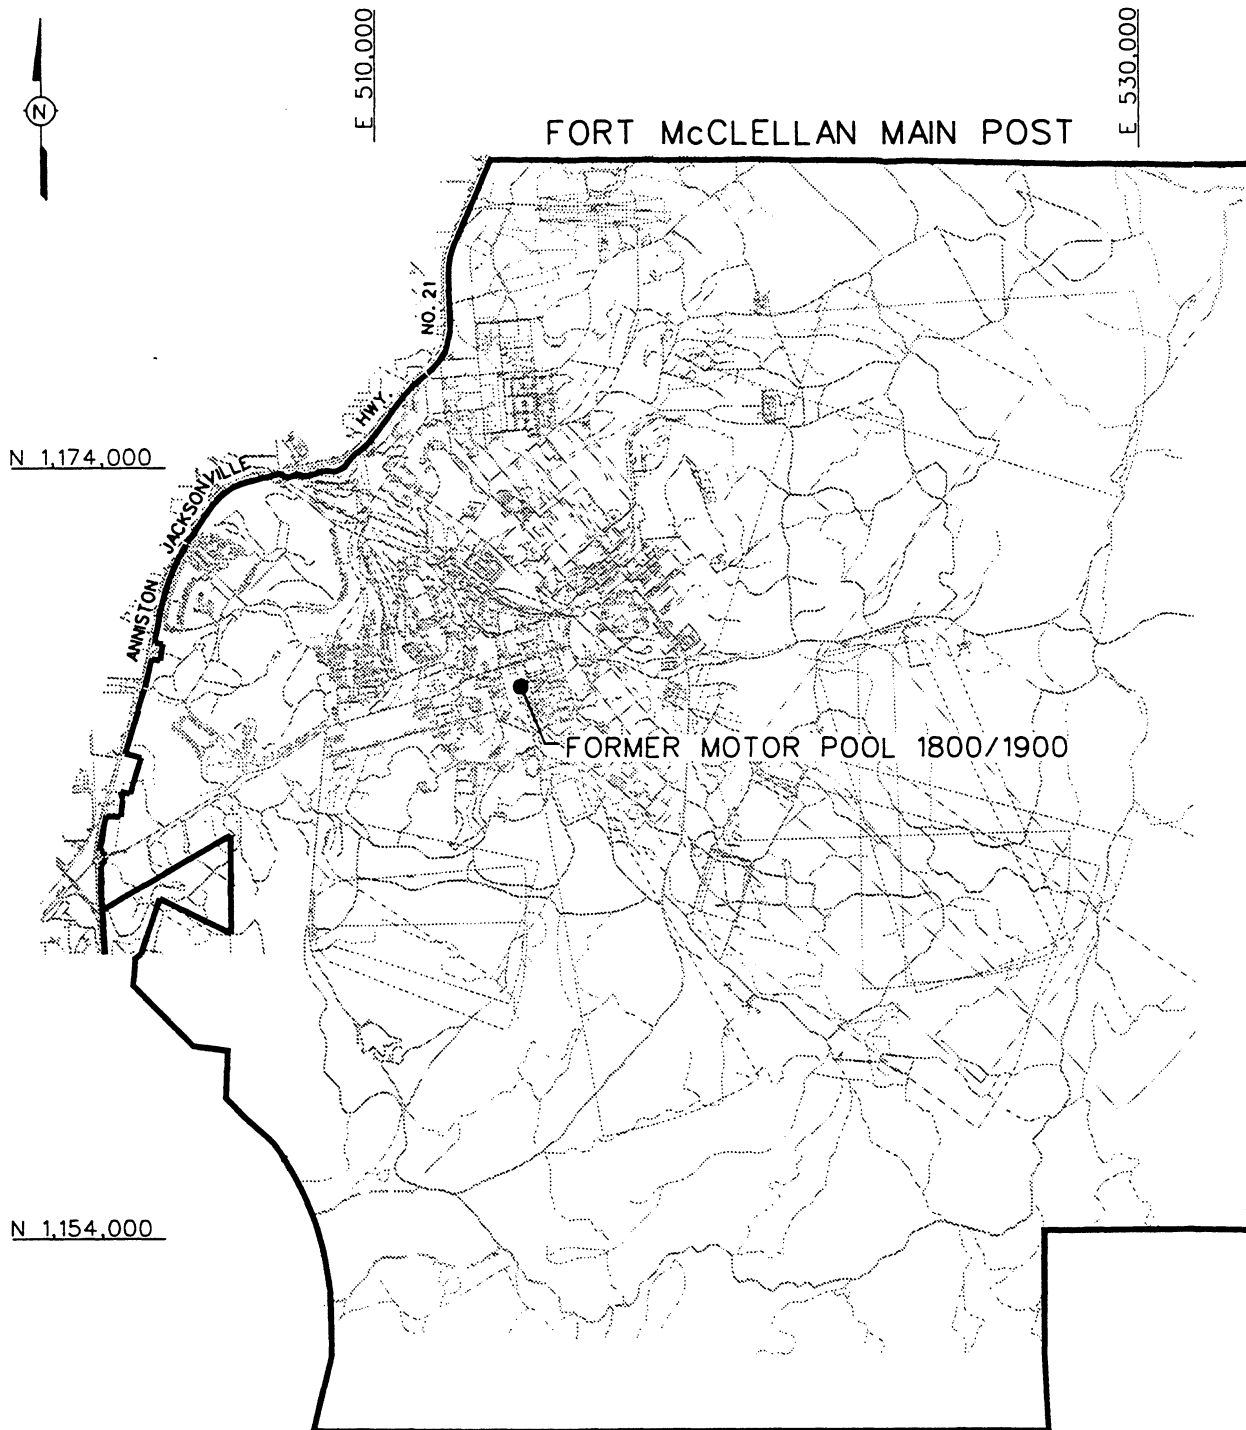 E 510,000
E 530,000
N
FORT McCLELLAN MAIN POST
NO. 21
HWY.
N 1,174,000
JACKSONVILLE
ANNISTON
FORMER MOTOR POOL 1800/1900
N 1,154,000